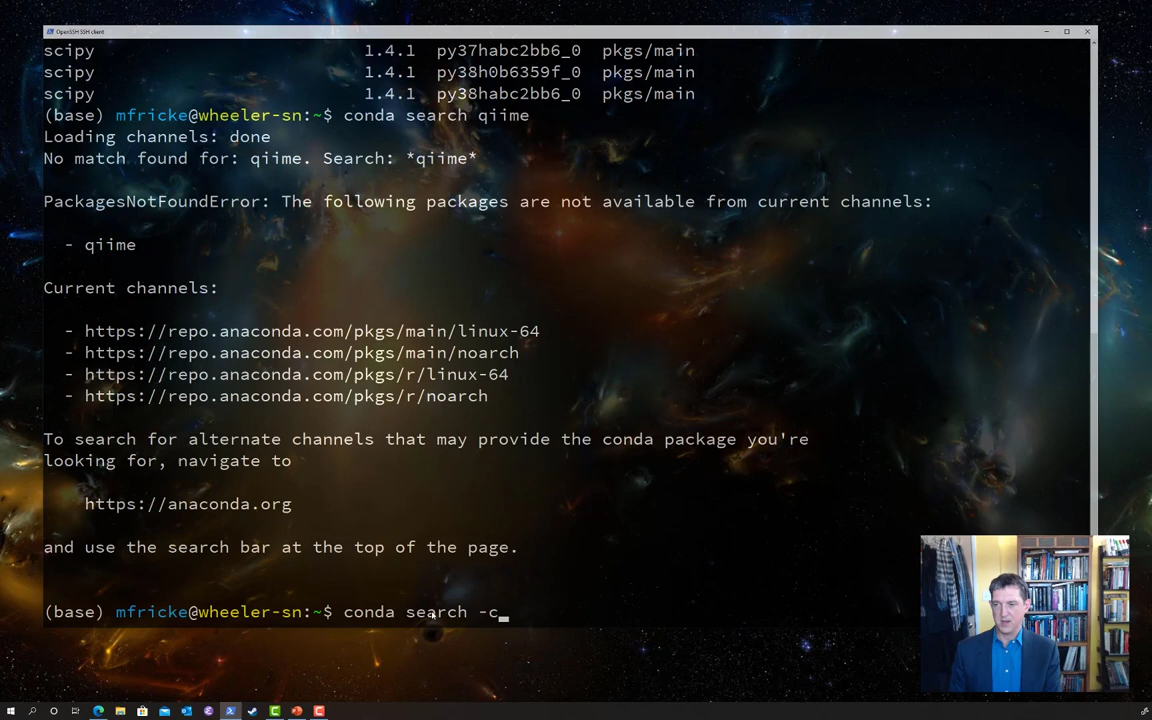 OpenSSH SSH client
scipy 1.4.1 py37habc2bb6_0 pkgs/main
scipy 1.4.1 py38h0b6359f_0 pkgs/main
scipy 1.4.1 py38habc2bb6_0 pkgs/main
(base) mfricke@wheeler-sn:~$ conda search qiime
Loading channels: done
No match found for: qiime. Search: *qiime*
PackagesNotFoundError: The following packages are not available from current channels:
- qiime
Current channels:
- https://repo.anaconda.com/pkgs/main/linux-64
- https://repo.anaconda.com/pkgs/main/noarch
- https://repo.anaconda.com/pkgs/r/linux-64
- https://repo.anaconda.com/pkgs/r/noarch
To search for alternate channels that may provide the conda package you're
looking for, navigate to
https://anaconda.org
and use the search bar at the top of the page.
(base) mfricke@wheeler-sn:~$ conda search -c